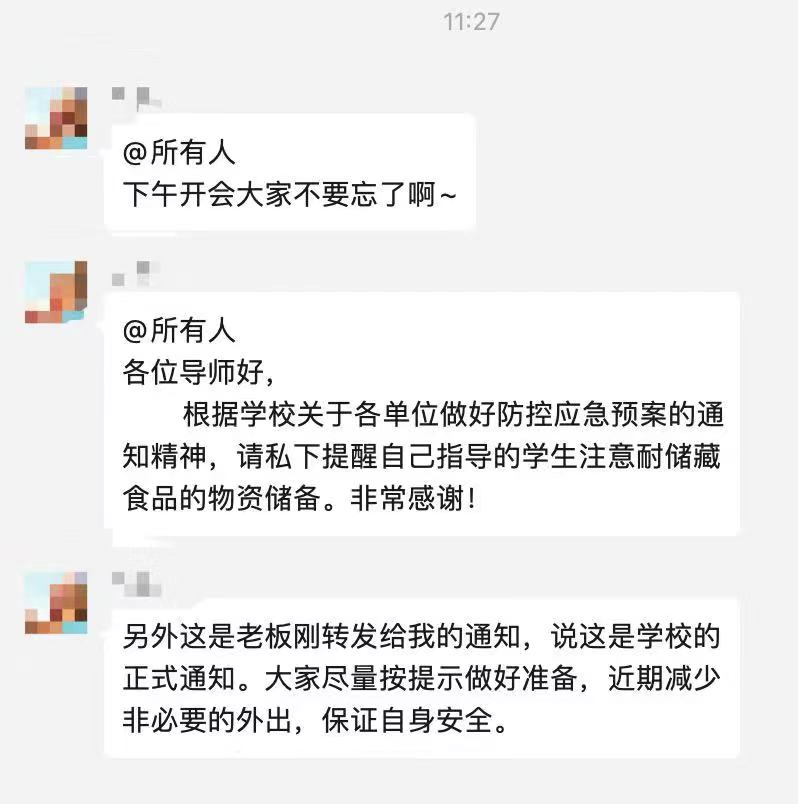 11:27
@所有人
下午开会大家不要忘了啊~
@所有人
各位导师好，
根据学校关于各单位做好防控应急预案的通
知精神，请私下提醒自己指导的学生注意耐储藏
食品的物资储备。非常感谢！
另外这是老板刚转发给我的通知，说这是学校的
正式通知。大家尽量按提示做好准备，近期减少
非必要的外出，保证自身安全。